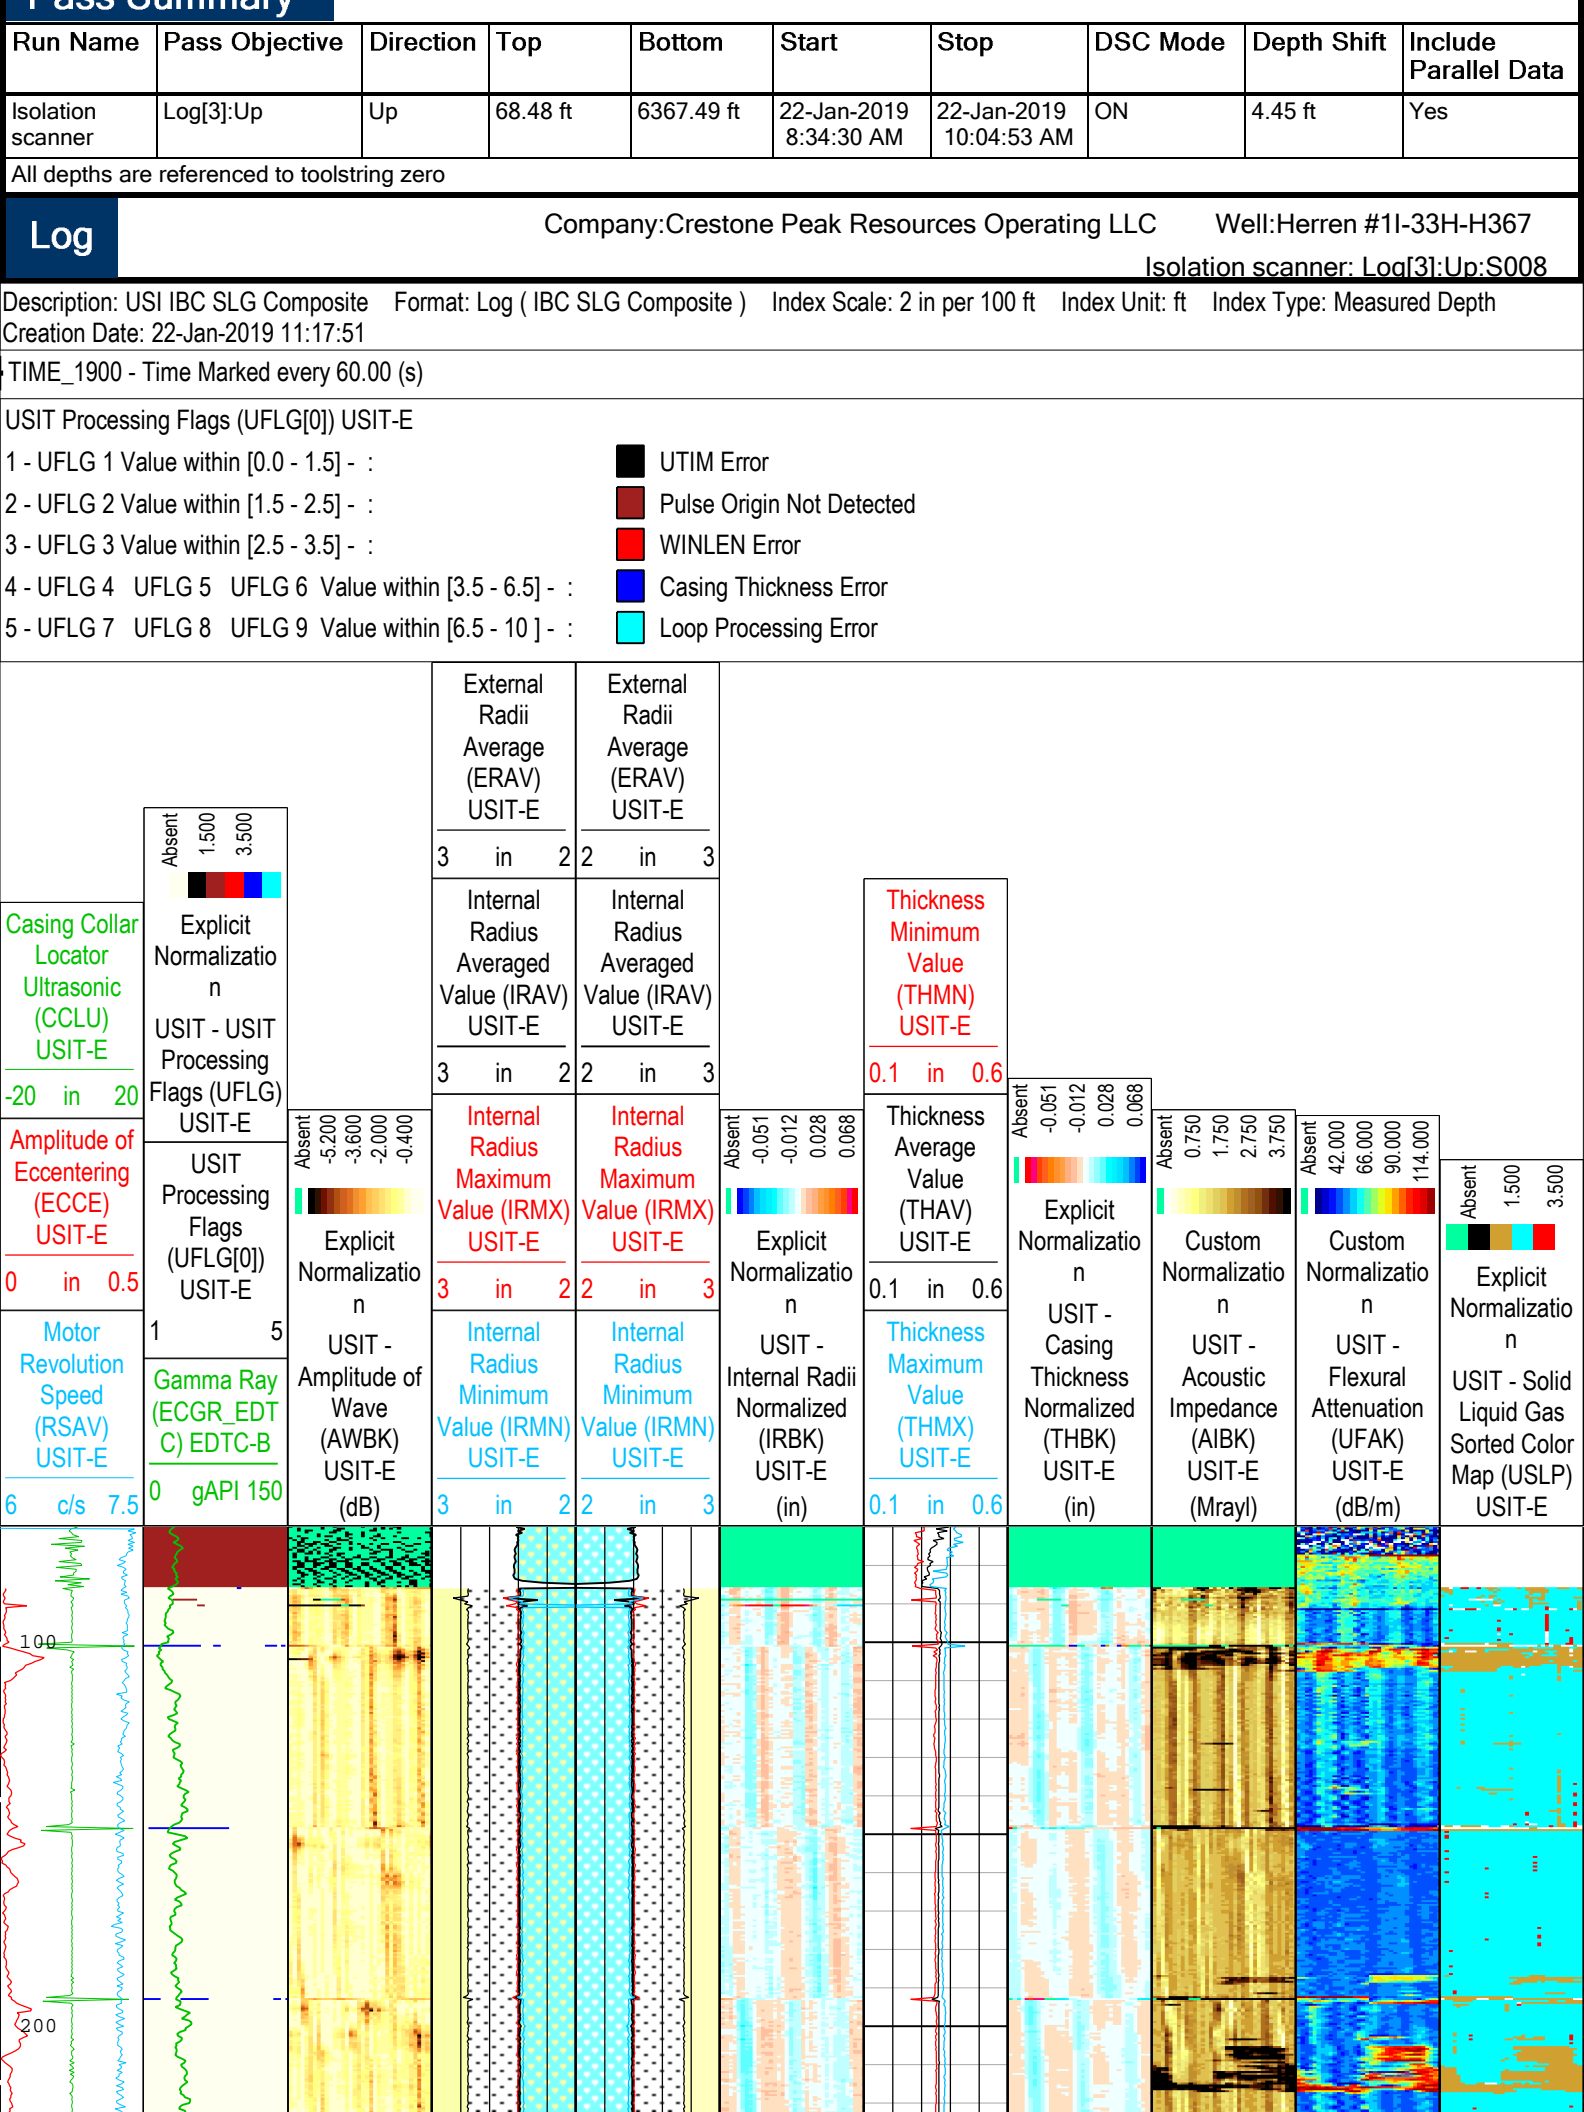 Pass Summary
Run Name Pass Objective Direction Top Bottom Start Stop DSC Mode Depth Shift Include
Parallel Data
Isolation Log[3]:Up Up 68.48 ft 6367.49 ft 22-Jan-2019 22-Jan-2019 ON 4.45 ft Yes
scanner 8:34:30 AM 10:04:53 AM
All depths are referenced to toolstring zero
Log
Company:Crestone Peak Resources Operating LLC Well:Herren #1I-33H-H367
Isolation scanner: Log[3]:Up:S008
Description: USI IBC SLG Composite Format: Log ( IBC SLG Composite ) Index Scale: 2 in per 100 ft Index Unit: ft Index Type: Measured Depth
Creation Date: 22-Jan-2019 11:17:51
TIME_1900 - Time Marked every 60.00 (s)
USIT Processing Flags (UFLG[0]) USIT-E
1 - UFLG 1 Value within [0.0 - 1.5] - : UTIM Error
2 - UFLG 2 Value within [1.5 - 2.5] - : Pulse Origin Not Detected
3 - UFLG 3 Value within [2.5 - 3.5] - : WINLEN Error
4 - UFLG 4 UFLG 5 UFLG 6 Value within [3.5 - 6.5] - : Casing Thickness Error
5 - UFLG 7 UFLG 8 UFLG 9 Value within [6.5 - 10 ] - : Loop Processing Error
Casing Collar
Locator
Ultrasonic
(CCLU)
USIT-E
-20 in 20
Amplitude of
Eccentering
(ECCE)
USIT-E
0 in 0.5
Motor
Revolution
Speed
(RSAV)
USIT-E
6 c/s 7.5
Absent
1.500
3.500
Explicit
Normalizatio
n
USIT - USIT
Processing
Flags (UFLG)
USIT-E
USIT
Processing
Flags
(UFLG[0])
USIT-E
1 5
Gamma Ray
(ECGR_EDT
C) EDTC-B
0 gAPI 150
Absent
-5.200
-3.600
-2.000
-0.400
Explicit
Normalizatio
n
USIT -
Amplitude of
Wave
(AWBK)
USIT-E
(dB)
External
Radii
Average
(ERAV)
USIT-E
3 in 2
Internal
Radius
Averaged
Value (IRAV)
USIT-E
3 in 2
Internal
Radius
Maximum
Value (IRMX)
USIT-E
3 in 2
Internal
Radius
Minimum
Value (IRMN)
USIT-E
3 in 2
External
Radii
Average
(ERAV)
USIT-E
2 in 3
Internal
Radius
Averaged
Value (IRAV)
USIT-E
2 in 3
Internal
Radius
Maximum
Value (IRMX)
USIT-E
2 in 3
Internal
Radius
Minimum
Value (IRMN)
USIT-E
2 in 3
Absent
-0.051
-0.012
0.028
0.068
Explicit
Normalizatio
n
USIT -
Internal Radii
Normalized
(IRBK)
USIT-E
(in)
Thickness
Minimum
Value
(THMN)
USIT-E
0.1 in 0.6
Thickness
Average
Value
(THAV)
USIT-E
0.1 in 0.6
Thickness
Maximum
Value
(THMX)
USIT-E
0.1 in 0.6
Absent
-0.051
-0.012
0.028
0.068
Explicit
Normalizatio
n
USIT -
Casing
Thickness
Normalized
(THBK)
USIT-E
(in)
Absent
0.750
1.750
2.750
3.750
Custom
Normalizatio
n
USIT -
Acoustic
Impedance
(AIBK)
USIT-E
(Mrayl)
Absent
42.000
66.000
90.000
114.000
Custom
Normalizatio
n
USIT -
Flexural
Attenuation
(UFAK)
USIT-E
(dB/m)
Absent
1.500
3.500
Explicit
Normalizatio
n
USIT - Solid
Liquid Gas
Sorted Color
Map (USLP)
USIT-E
100
200